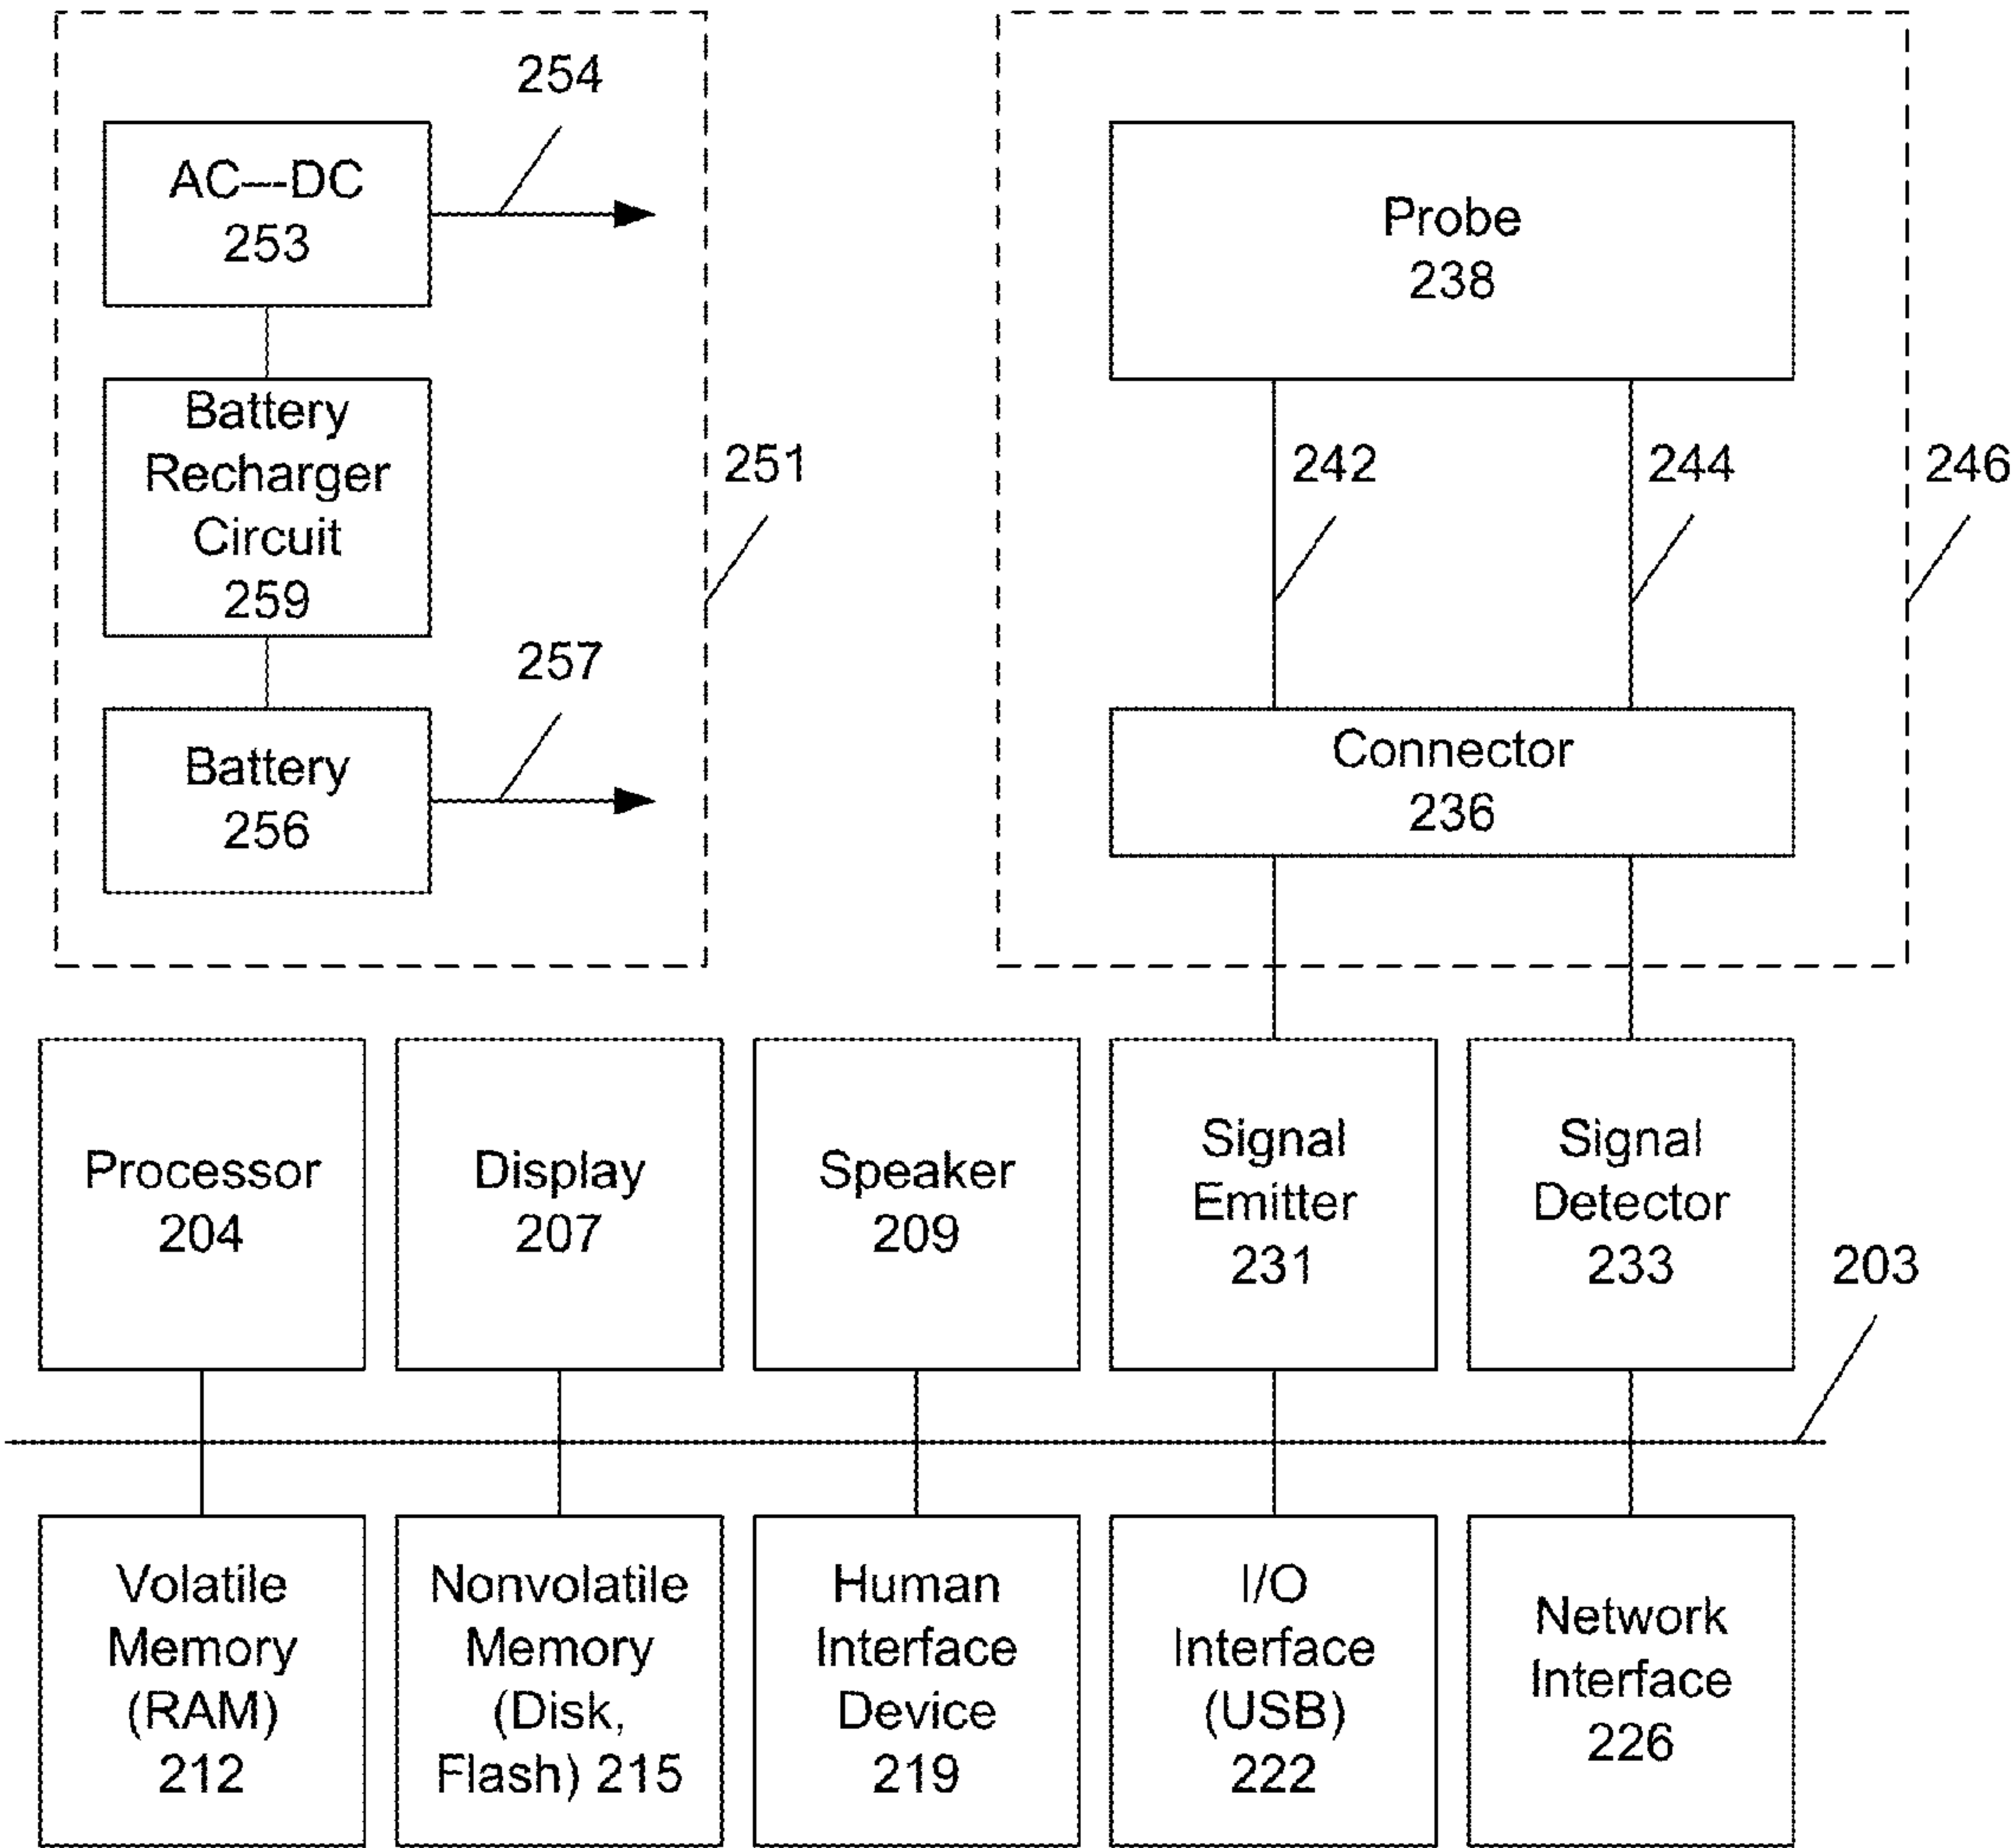 254
AC---DC
253
Battery
Recharger
Circuit
259
251
257
Battery
256
Probe
238
242
244
246
Connector
236
Processor
204
Display
207
Speaker
209
Signal
Emitter
231
Signal
Detector
233
203
Volatile
Memory
(RAM)
212
Nonvolatile
Memory
(Disk,
Flash) 215
Human
Interface
Device
219
I/O
Interface
(USB)
222
Network
Interface
226